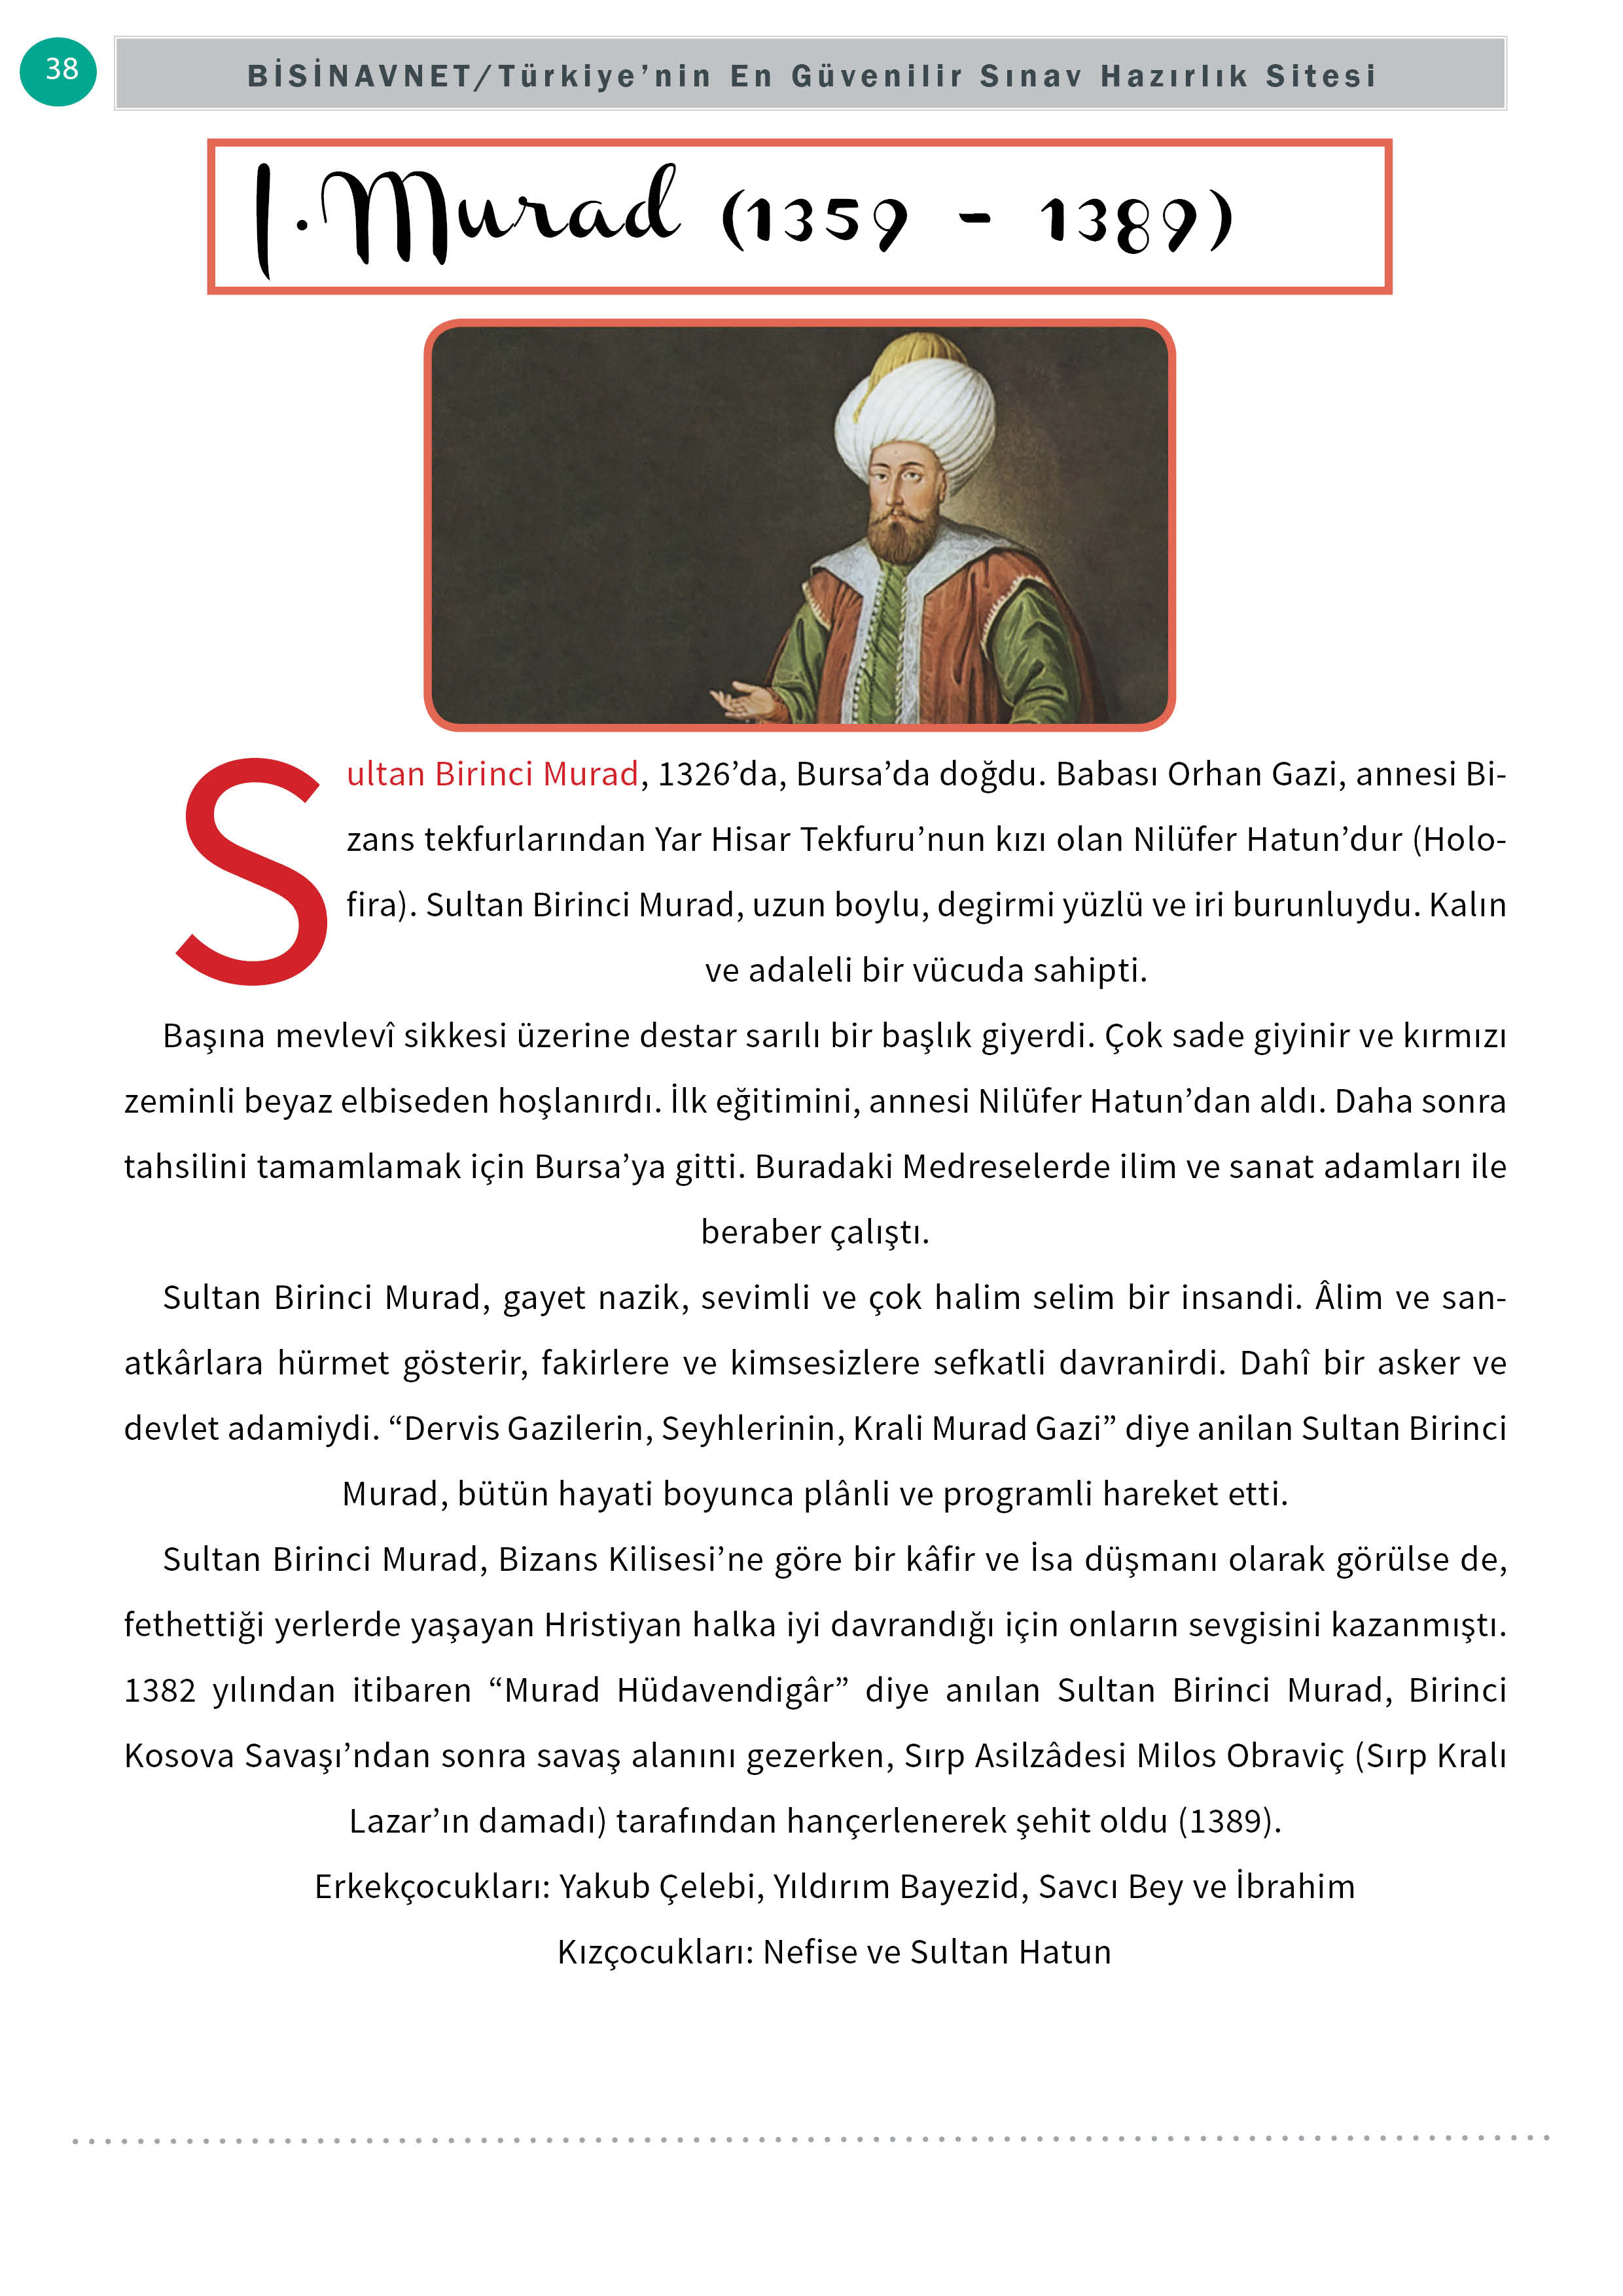 38
BİSİNAVNET/Türkiye’nin En Güvenilir Sınav Hazırlık Sitesi
I. Murad (1359 - 1389)
Sultan Birinci Murad, 1326’da, Bursa’da doğdu. Babası Orhan Gazi, annesi Bi-
zans tekfurlarından Yar Hisar Tekfuru’nun kızı olan Nilüfer Hatun’dur (Holo-
fira). Sultan Birinci Murad, uzun boylu, degirmi yüzlü ve iri burunluydu. Kalın
ve adaleli bir vücuda sahipti.
Başına mevlevî sikkesi üzerine destar sarılı bir başlık giyerdi. Çok sade giyinir ve kırmızı
zeminli beyaz elbiseden hoşlanırdı. İlk eğitimini, annesi Nilüfer Hatun’dan aldı. Daha sonra
tahsilini tamamlamak için Bursa’ya gitti. Buradaki Medreselerde ilim ve sanat adamları ile
beraber çalıştı.
Sultan Birinci Murad, gayet nazik, sevimli ve çok halim selim bir insandi. Âlim ve san-
atkârlara hürmet gösterir, fakirlere ve kimsesizlere sefkatli davranirdi. Dahî bir asker ve
devlet adamiydi. “Dervis Gazilerin, Seyhlerinin, Krali Murad Gazi” diye anilan Sultan Birinci
Murad, bütün hayati boyunca plânli ve programli hareket etti.
Sultan Birinci Murad, Bizans Kilisesi’ne göre bir kâfir ve İsa düşmanı olarak görülse de,
fethettiği yerlerde yaşayan Hristiyan halka iyi davrandığı için onların sevgisini kazanmıştı.
1382 yılından itibaren “Murad Hüdavendigâr” diye anılan Sultan Birinci Murad, Birinci
Kosova Savaşı’ndan sonra savaş alanını gezerken, Sırp Asilzâdesi Milos Obraviç (Sırp Kralı
Lazar’ın damadı) tarafından hançerlenerek şehit oldu (1389).
Erkekçocukları: Yakub Çelebi, Yıldırım Bayezid, Savcı Bey ve İbrahim
Kızçocukları: Nefise ve Sultan Hatun